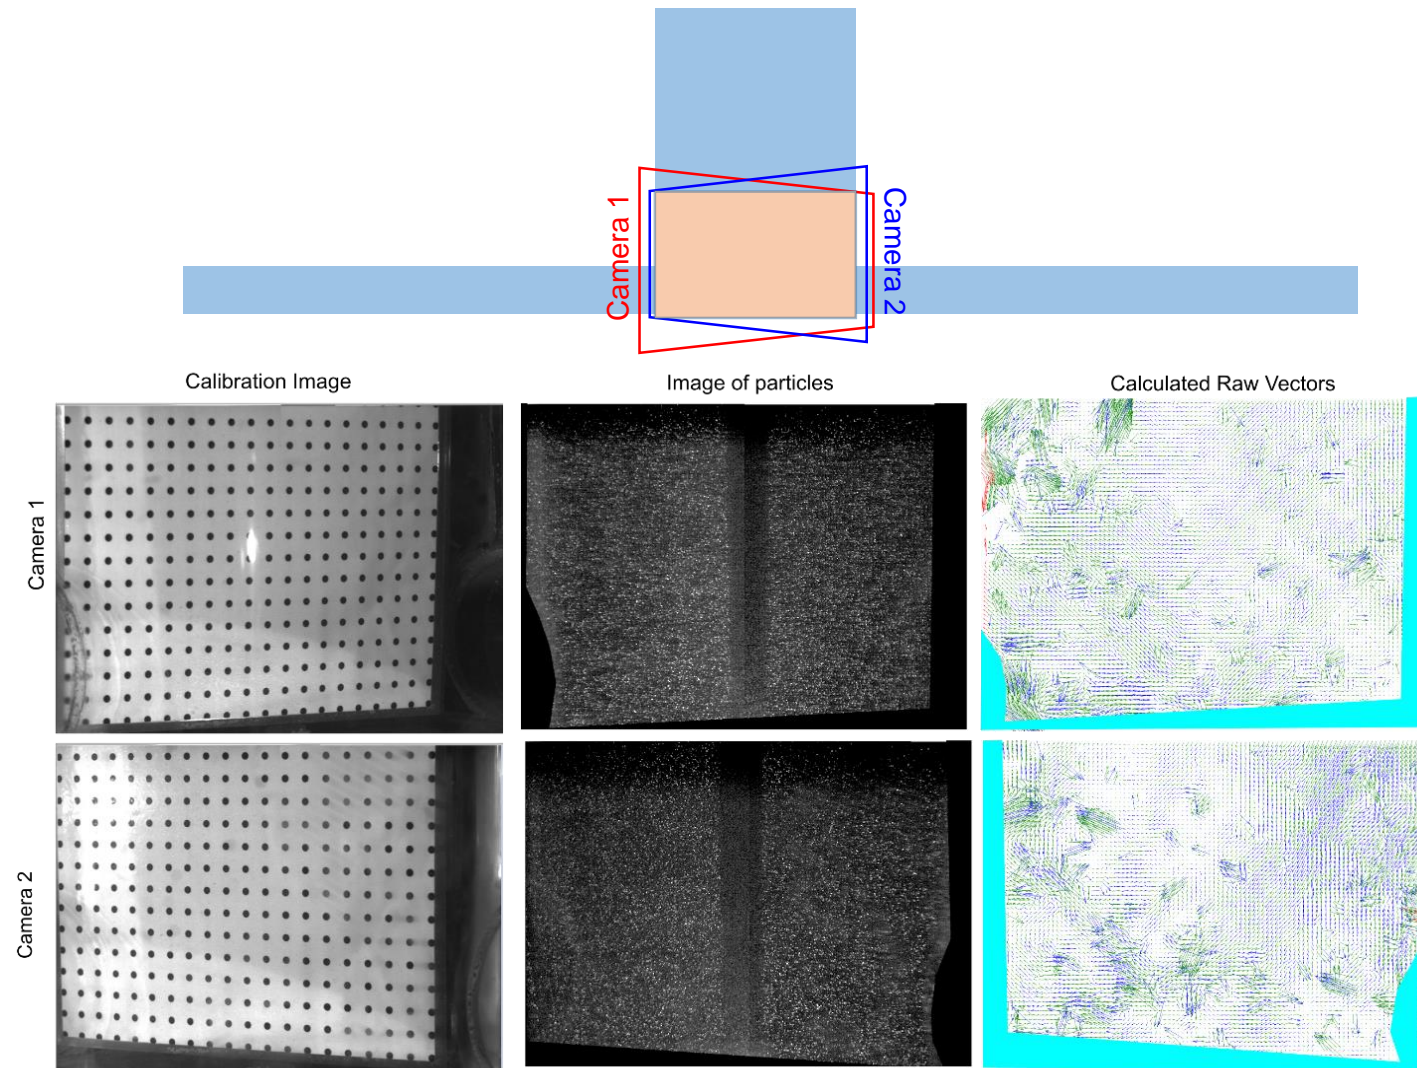 Camera 1
Camera 2
Calibration Image
Image of particles
Calculated Raw Vectors
Camera 1
Camera 2